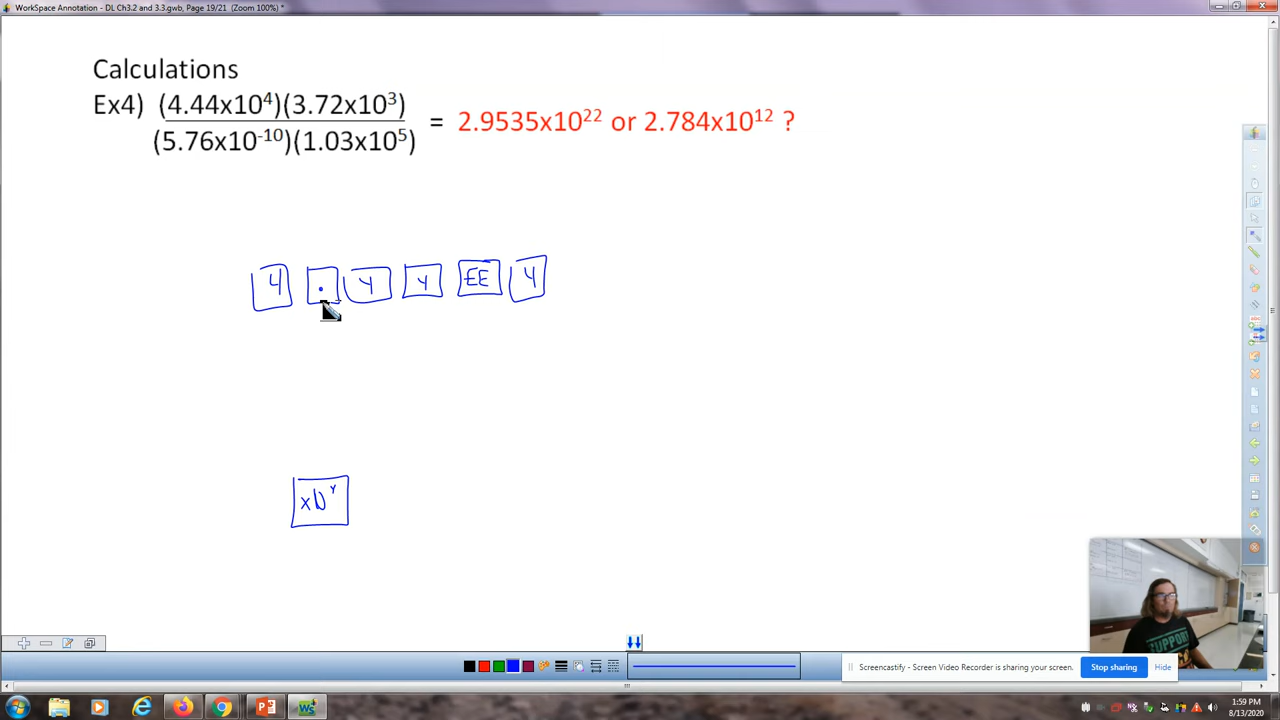 WorkSpace Annotation - DL Ch3.2 and 3.3.gwb, Page 19/21 (Zoom 100%) *
Calculations
Ex4) (4.44x10⁴)(3.72x10³)
(5.76x10⁻¹⁰)(1.03x10⁵)
= 2.9535x10²² or 2.784x10¹² ?
4 . 4 4 EE 4
x10ʸ
SUPPORT
Screencastify - Screen Video Recorder is sharing your screen. Stop sharing Hide
1:59 PM
8/13/2020